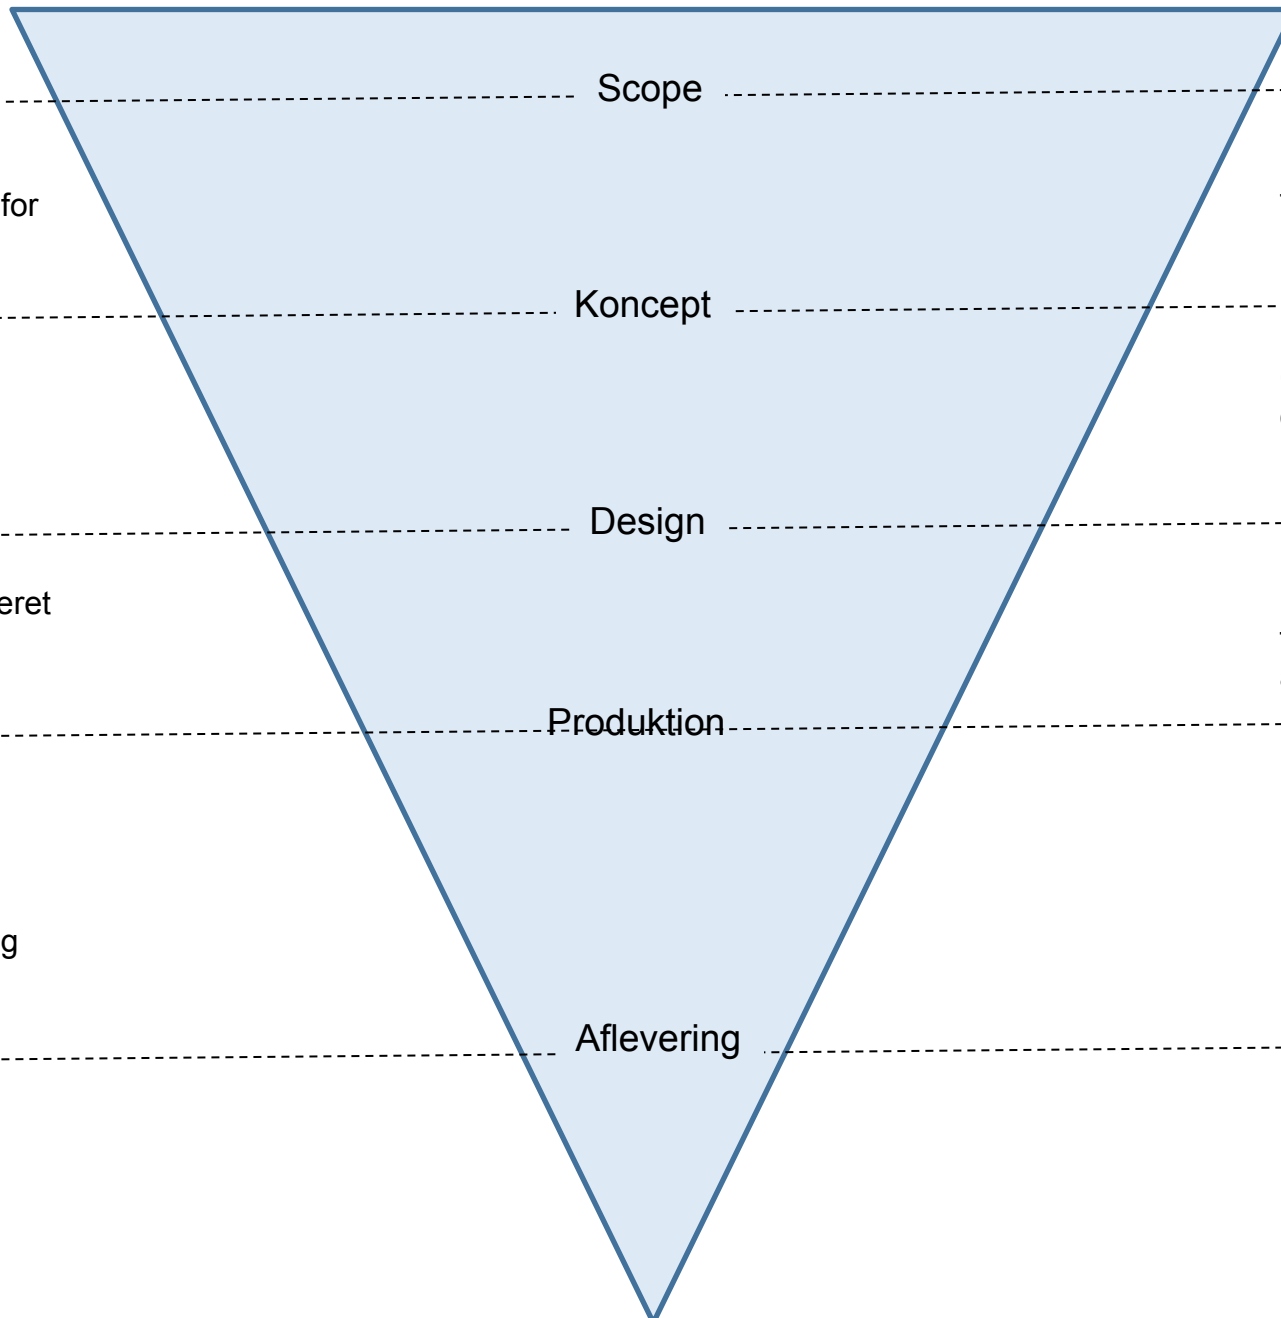 Scope
for
Koncept
Design
eret
Produktion
g
Aflevering